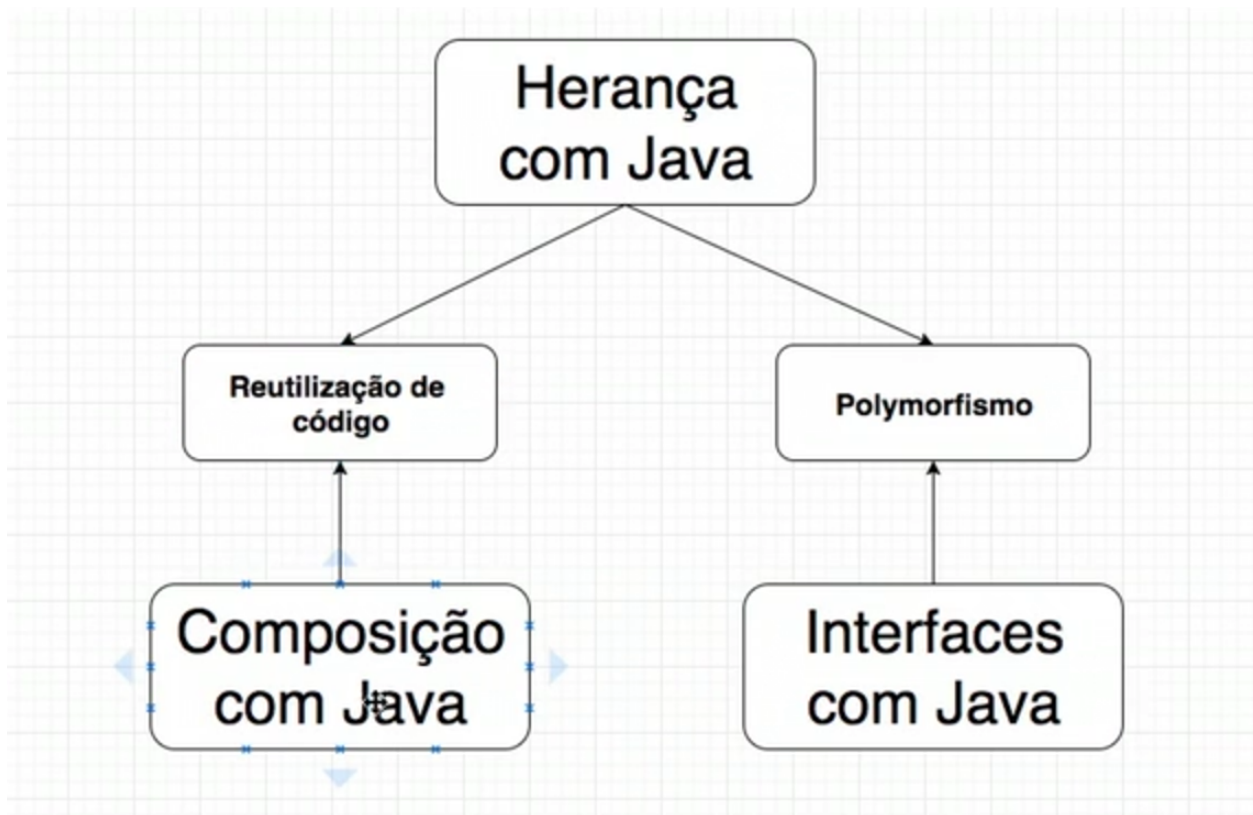 Herança
com Java
Reutilização de
código
Polymorfismo
Composição
com Java
Interfaces
com Java